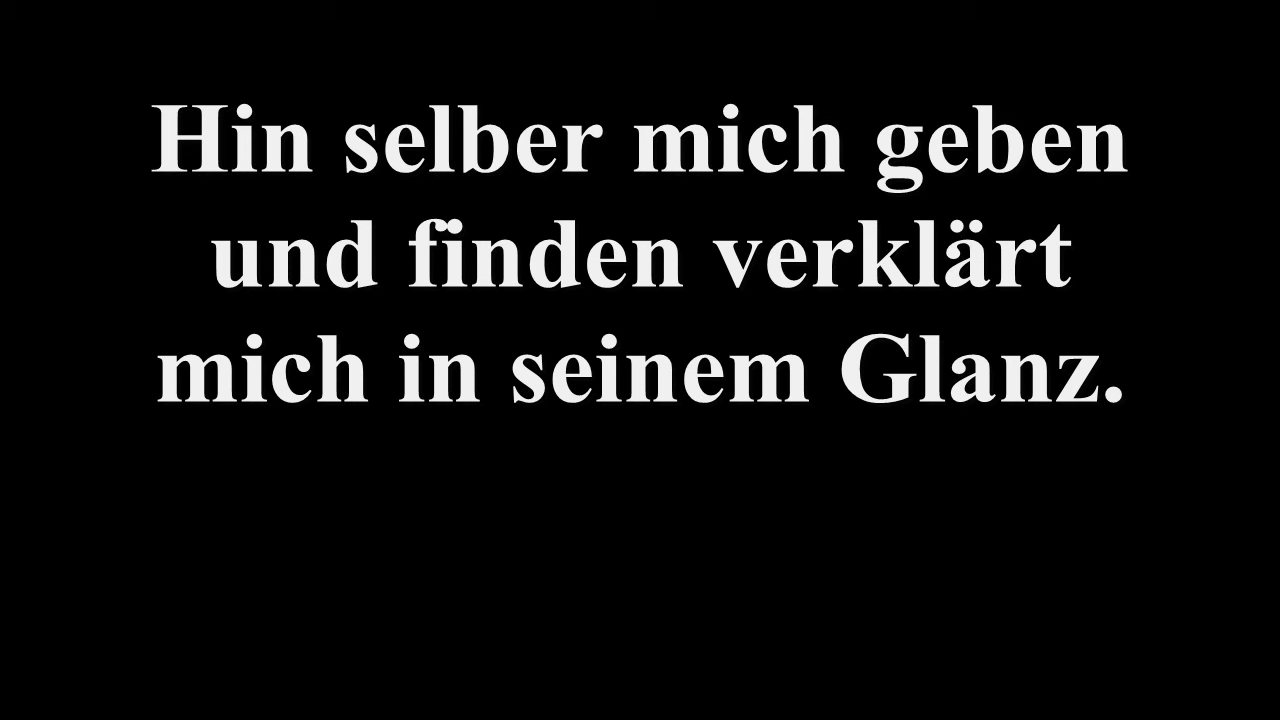 Hin selber mich geben
und finden verklärt
mich in seinem Glanz.